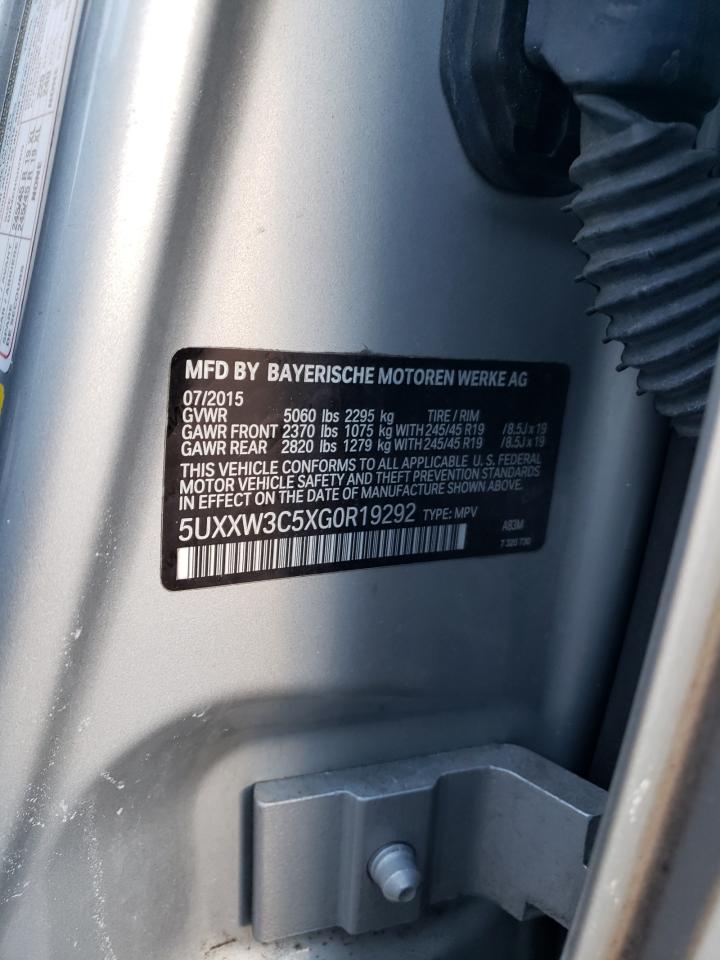 MFD BY BAYERISCHE MOTOREN WERKE AG
07/2015
GVWR 5060 lbs 2295 kg TIRE / RIM
GAWR FRONT 2370 lbs 1075 kg WITH 245/45 R19 /8.5J x 19
GAWR REAR 2820 lbs 1279 kg WITH 245/45 R19 /8.5J x 19
THIS VEHICLE CONFORMS TO ALL APPLICABLE U.S. FEDERAL
MOTOR VEHICLE SAFETY AND THEFT PREVENTION STANDARDS
IN EFFECT ON THE DATE OF MANUFACTURE SHOWN ABOVE.
5UXXW3C5XG0R19292 TYPE: MPV A83M
7 320 730